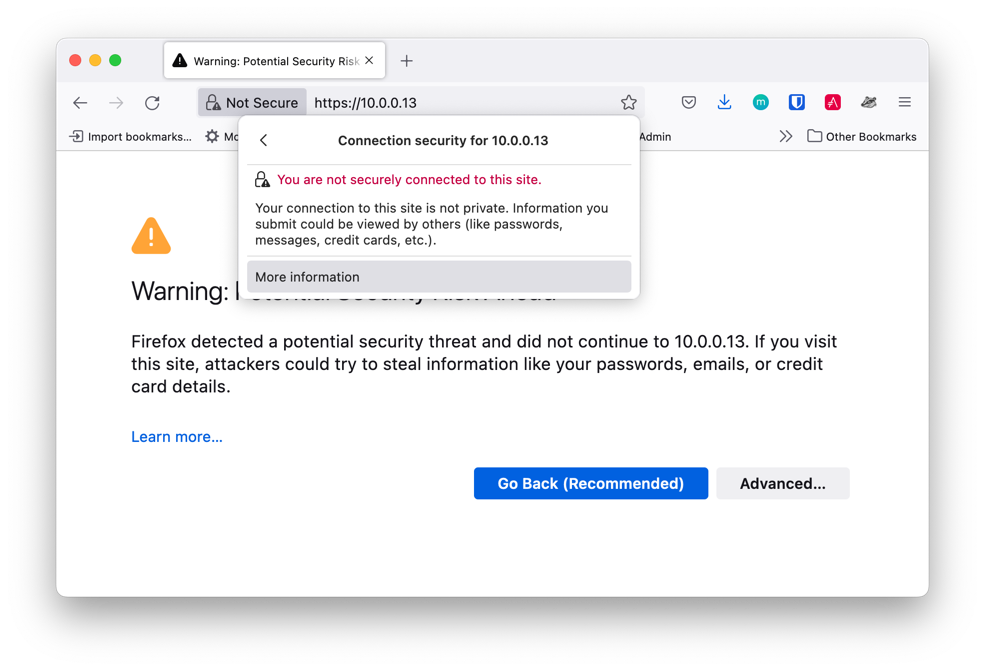 Warning: Potential Security Risk
Not Secure
https://10.0.0.13
m
Import bookmarks...
Mo
Admin
Other Bookmarks
Connection security for 10.0.0.13
You are not securely connected to this site.
Your connection to this site is not private. Information you
submit could be viewed by others (like passwords,
messages, credit cards, etc.).
More information
Warning: Potential Security Risk Ahead
Firefox detected a potential security threat and did not continue to 10.0.0.13. If you visit
this site, attackers could try to steal information like your passwords, emails, or credit
card details.
Learn more...
Go Back (Recommended)
Advanced...